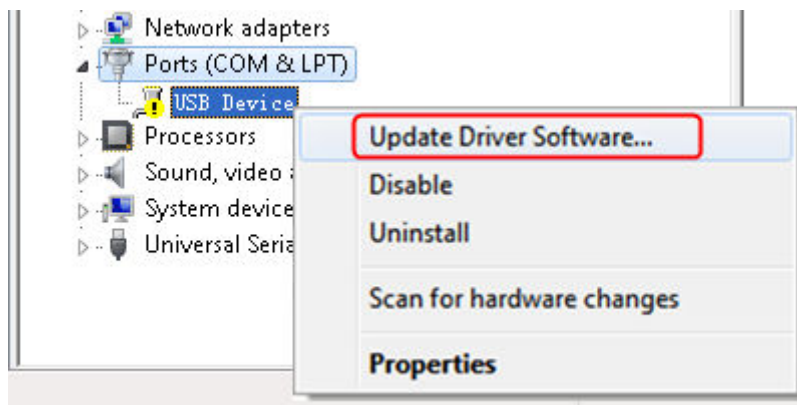 Network adapters
Ports (COM & LPT)
USB Device
Processors
Sound, video
System device
Universal Seria
Update Driver Software...
Disable
Uninstall
Scan for hardware changes
Properties